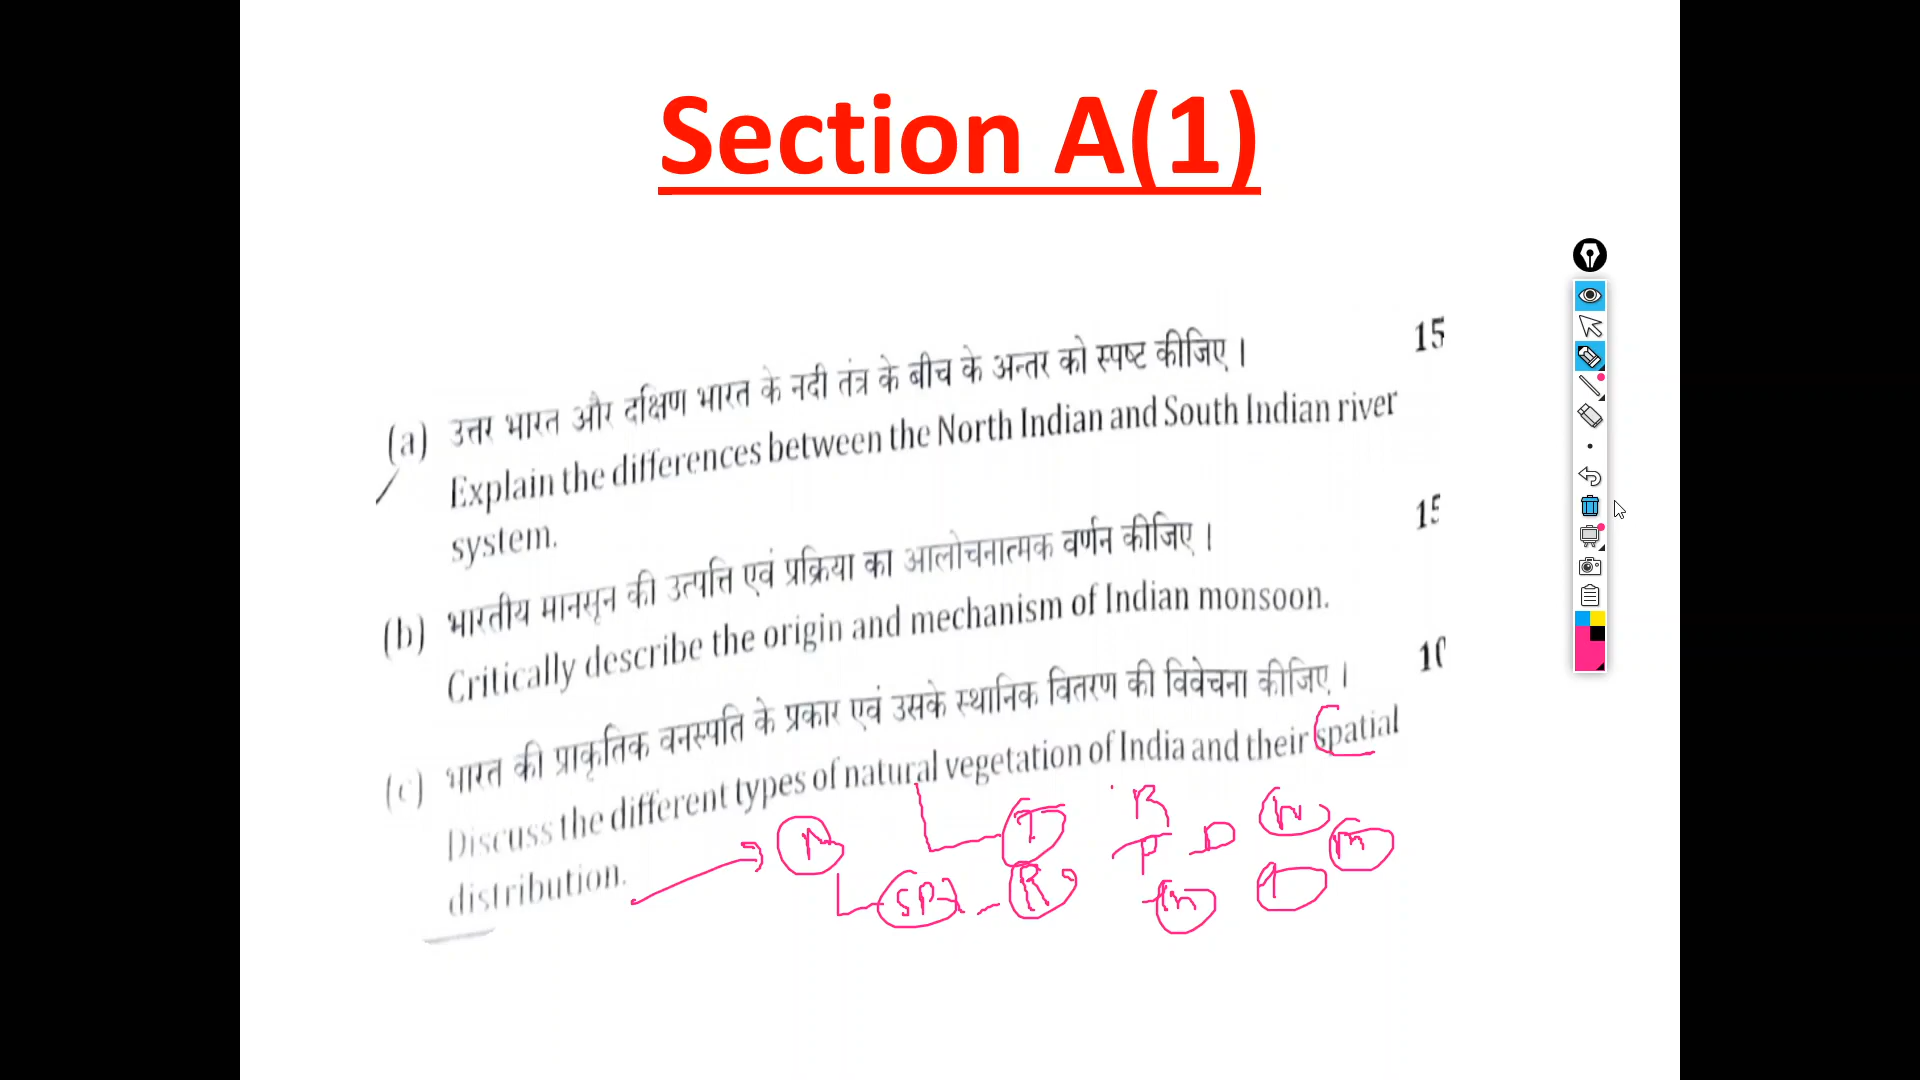 Section A(1)
(a) उत्तर भारत और दक्षिण भारत के नदी तंत्र के बीच के अन्तर को स्पष्ट कीजिए । 15
Explain the differences between the North Indian and South Indian river
system.
(b) भारतीय मानसून की उत्पत्ति एवं प्रक्रिया का आलोचनात्मक वर्णन कीजिए । 15
Critically describe the origin and mechanism of Indian monsoon.
(c) भारत की प्राकृतिक वनस्पति के प्रकार एवं उसके स्थानिक वितरण की विवेचना कीजिए । 10
Discuss the different types of natural vegetation of India and their spatial
distribution.